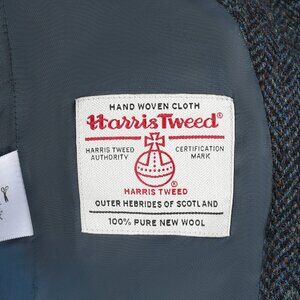 HAND WOVEN CLOTH
Harris Tweed®
HARRIS TWEED AUTHORITY
CERTIFICATION MARK
HARRIS TWEED ®
OUTER HEBRIDES OF SCOTLAND
100% PURE NEW WOOL